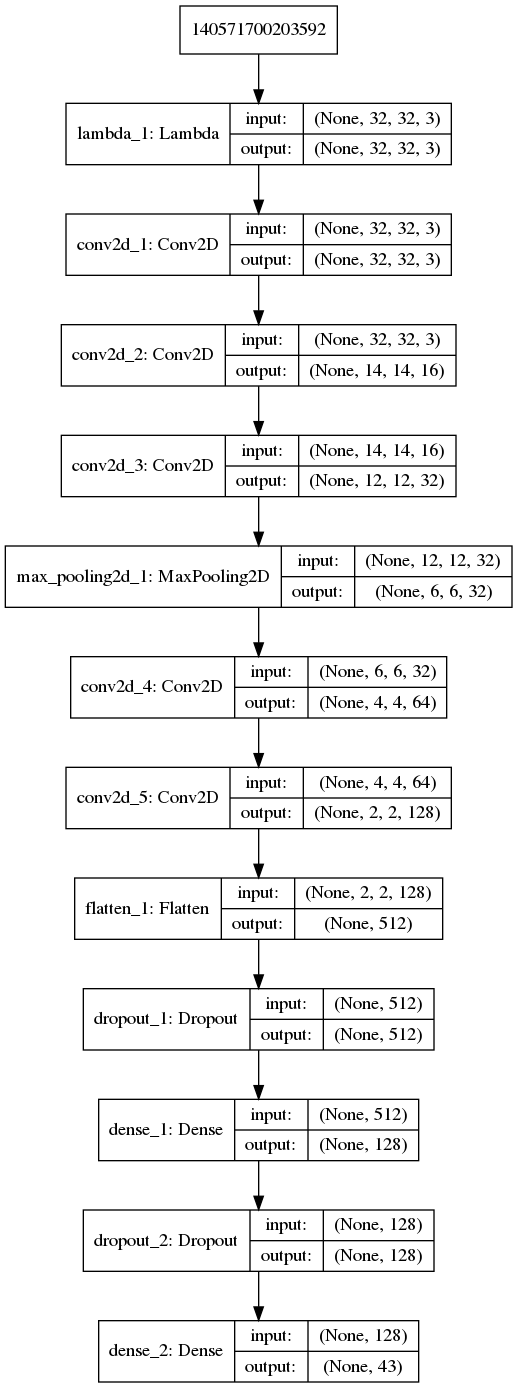 140571700203592
lambda_1: Lambda
input: (None, 32, 32, 3)
output: (None, 32, 32, 3)
conv2d_1: Conv2D
input: (None, 32, 32, 3)
output: (None, 32, 32, 3)
conv2d_2: Conv2D
input: (None, 32, 32, 3)
output: (None, 14, 14, 16)
conv2d_3: Conv2D
input: (None, 14, 14, 16)
output: (None, 12, 12, 32)
max_pooling2d_1: MaxPooling2D
input: (None, 12, 12, 32)
output: (None, 6, 6, 32)
conv2d_4: Conv2D
input: (None, 6, 6, 32)
output: (None, 4, 4, 64)
conv2d_5: Conv2D
input: (None, 4, 4, 64)
output: (None, 2, 2, 128)
flatten_1: Flatten
input: (None, 2, 2, 128)
output: (None, 512)
dropout_1: Dropout
input: (None, 512)
output: (None, 512)
dense_1: Dense
input: (None, 512)
output: (None, 128)
dropout_2: Dropout
input: (None, 128)
output: (None, 128)
dense_2: Dense
input: (None, 128)
output: (None, 43)